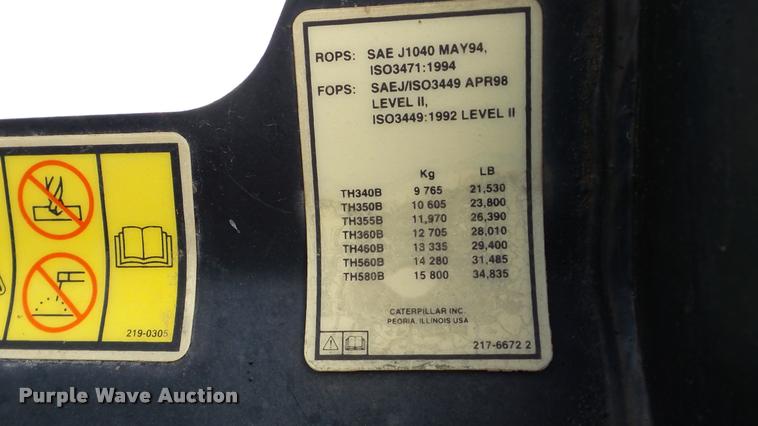 ROPS: SAE J1040 MAY94,
ISO3471:1994
FOPS: SAEJ/ISO3449 APR98
LEVEL II,
ISO3449:1992 LEVEL II
Kg LB
TH340B 9 765 21,530
TH350B 10 605 23,800
TH355B 11,970 26,390
TH360B 12 705 28,010
TH460B 13 335 29,400
TH560B 14 280 31,485
TH580B 15 800 34,835
CATERPILLAR INC.
PEORIA, ILLINOIS USA
217-6672 2
219-0305
Purple Wave Auction®